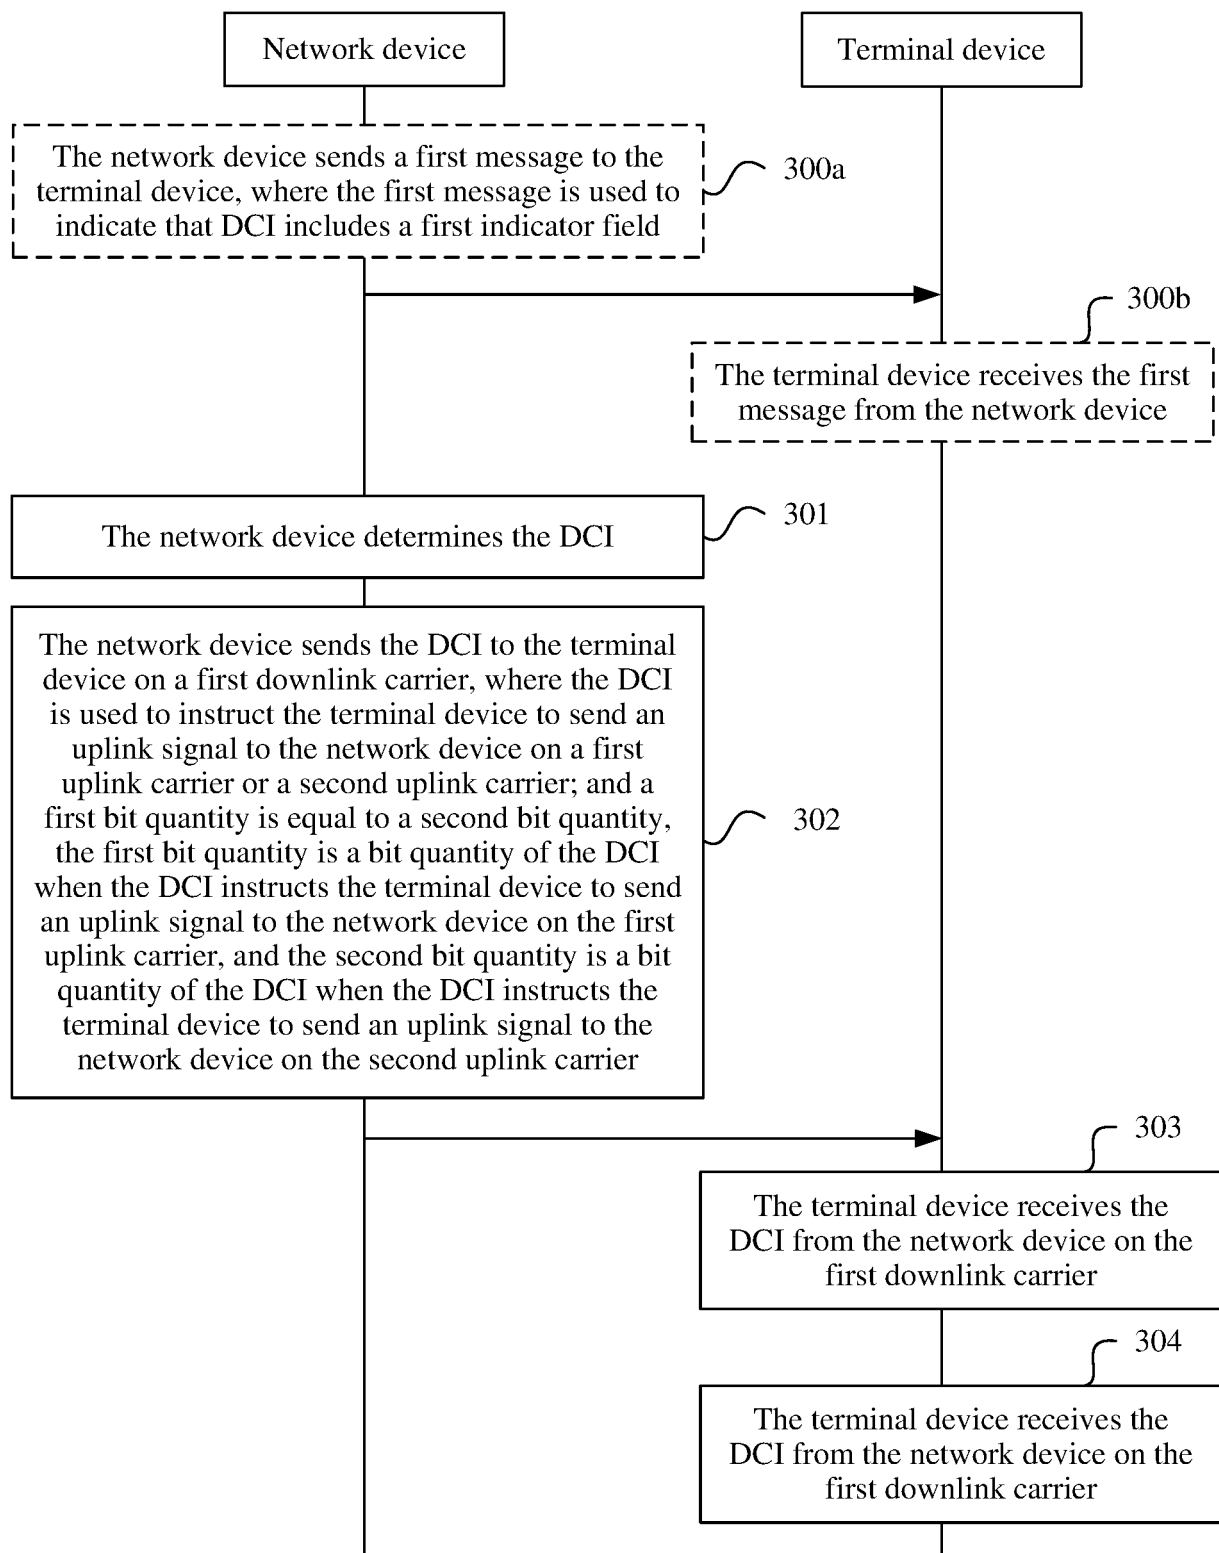 Network device
Terminal device
The network device sends a first message to the
terminal device, where the first message is used to
indicate that DCI includes a first indicator field
300a
300b
The terminal device receives the first
message from the network device
The network device determines the DCI
301
The network device sends the DCI to the terminal
device on a first downlink carrier, where the DCI
is used to instruct the terminal device to send an
uplink signal to the network device on a first
uplink carrier or a second uplink carrier; and a
first bit quantity is equal to a second bit quantity,
the first bit quantity is a bit quantity of the DCI
when the DCI instructs the terminal device to send
an uplink signal to the network device on the first
uplink carrier, and the second bit quantity is a bit
quantity of the DCI when the DCI instructs the
terminal device to send an uplink signal to the
network device on the second uplink carrier
302
303
The terminal device receives the
DCI from the network device on the
first downlink carrier
304
The terminal device receives the
DCI from the network device on the
first downlink carrier